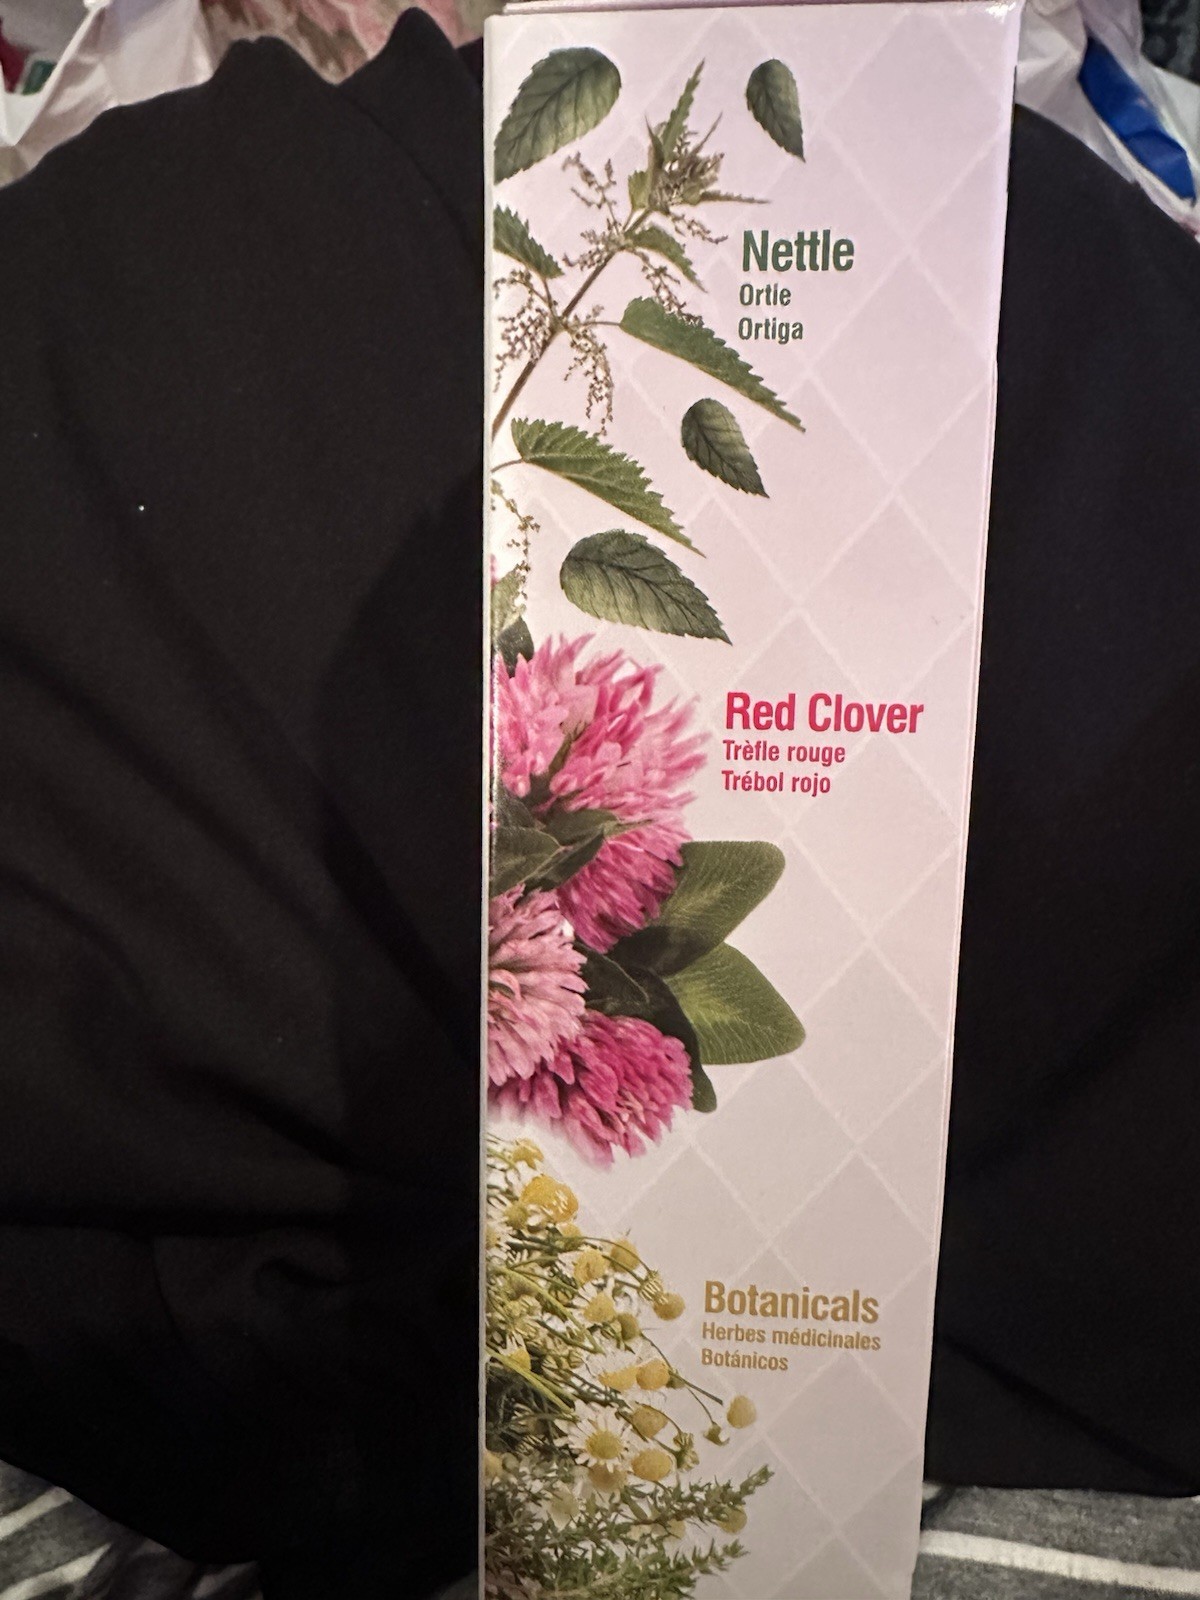 Nettle
Ortie
Ortiga
Red Clover
Trèfle rouge
Trébol rojo
Botanicals
Herbes médicinales
Botánicos